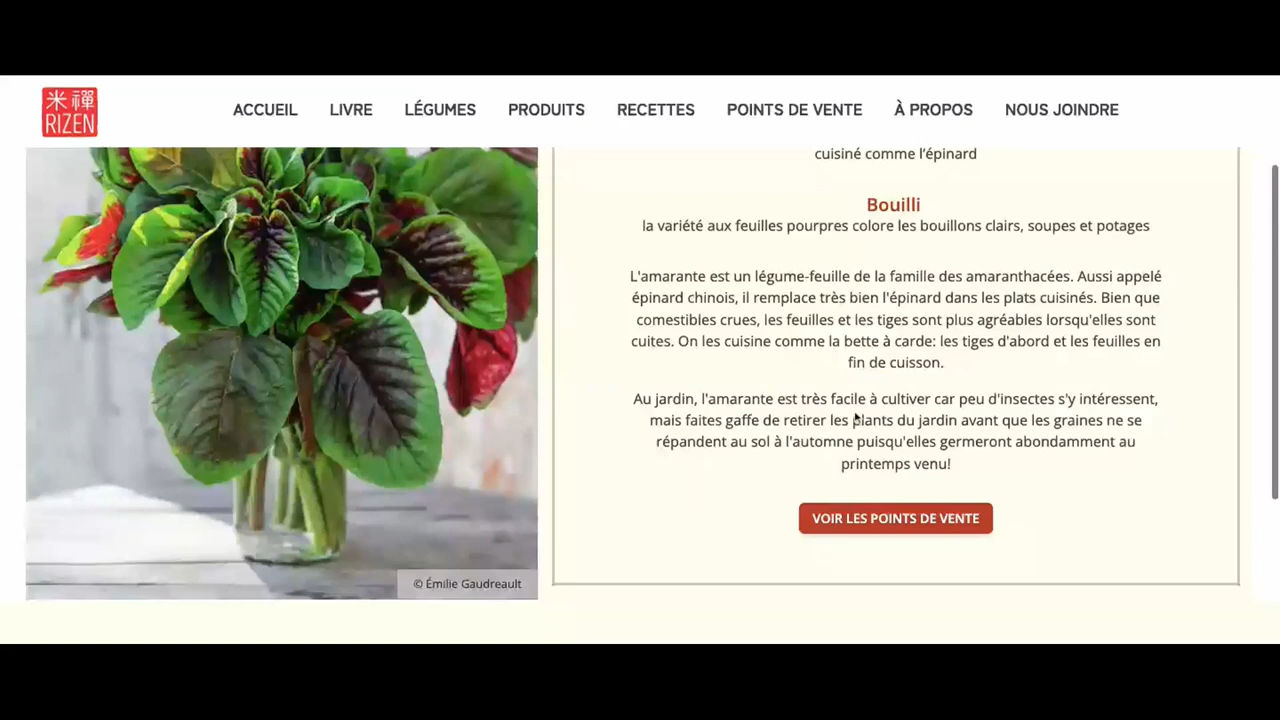 米禪
RIZEN
ACCUEIL
LIVRE
LÉGUMES
PRODUITS
RECETTES
POINTS DE VENTE
À PROPOS
NOUS JOINDRE
cuisiné comme l'épinard
Bouilli
la variété aux feuilles pourpres colore les bouillons clairs, soupes et potages
L'amarante est un légume-feuille de la famille des amaranthacées. Aussi appelé
épinard chinois, il remplace très bien l'épinard dans les plats cuisinés. Bien que
comestibles crues, les feuilles et les tiges sont plus agréables lorsqu'elles sont
cuites. On les cuisine comme la bette à carde: les tiges d'abord et les feuilles en
fin de cuisson.
Au jardin, l'amarante est très facile à cultiver car peu d'insectes s'y intéressent,
mais faites gaffe de retirer les plants du jardin avant que les graines ne se
répandent au sol à l'automne puisqu'elles germeront abondamment au
printemps venu!
VOIR LES POINTS DE VENTE
© Émilie Gaudreault